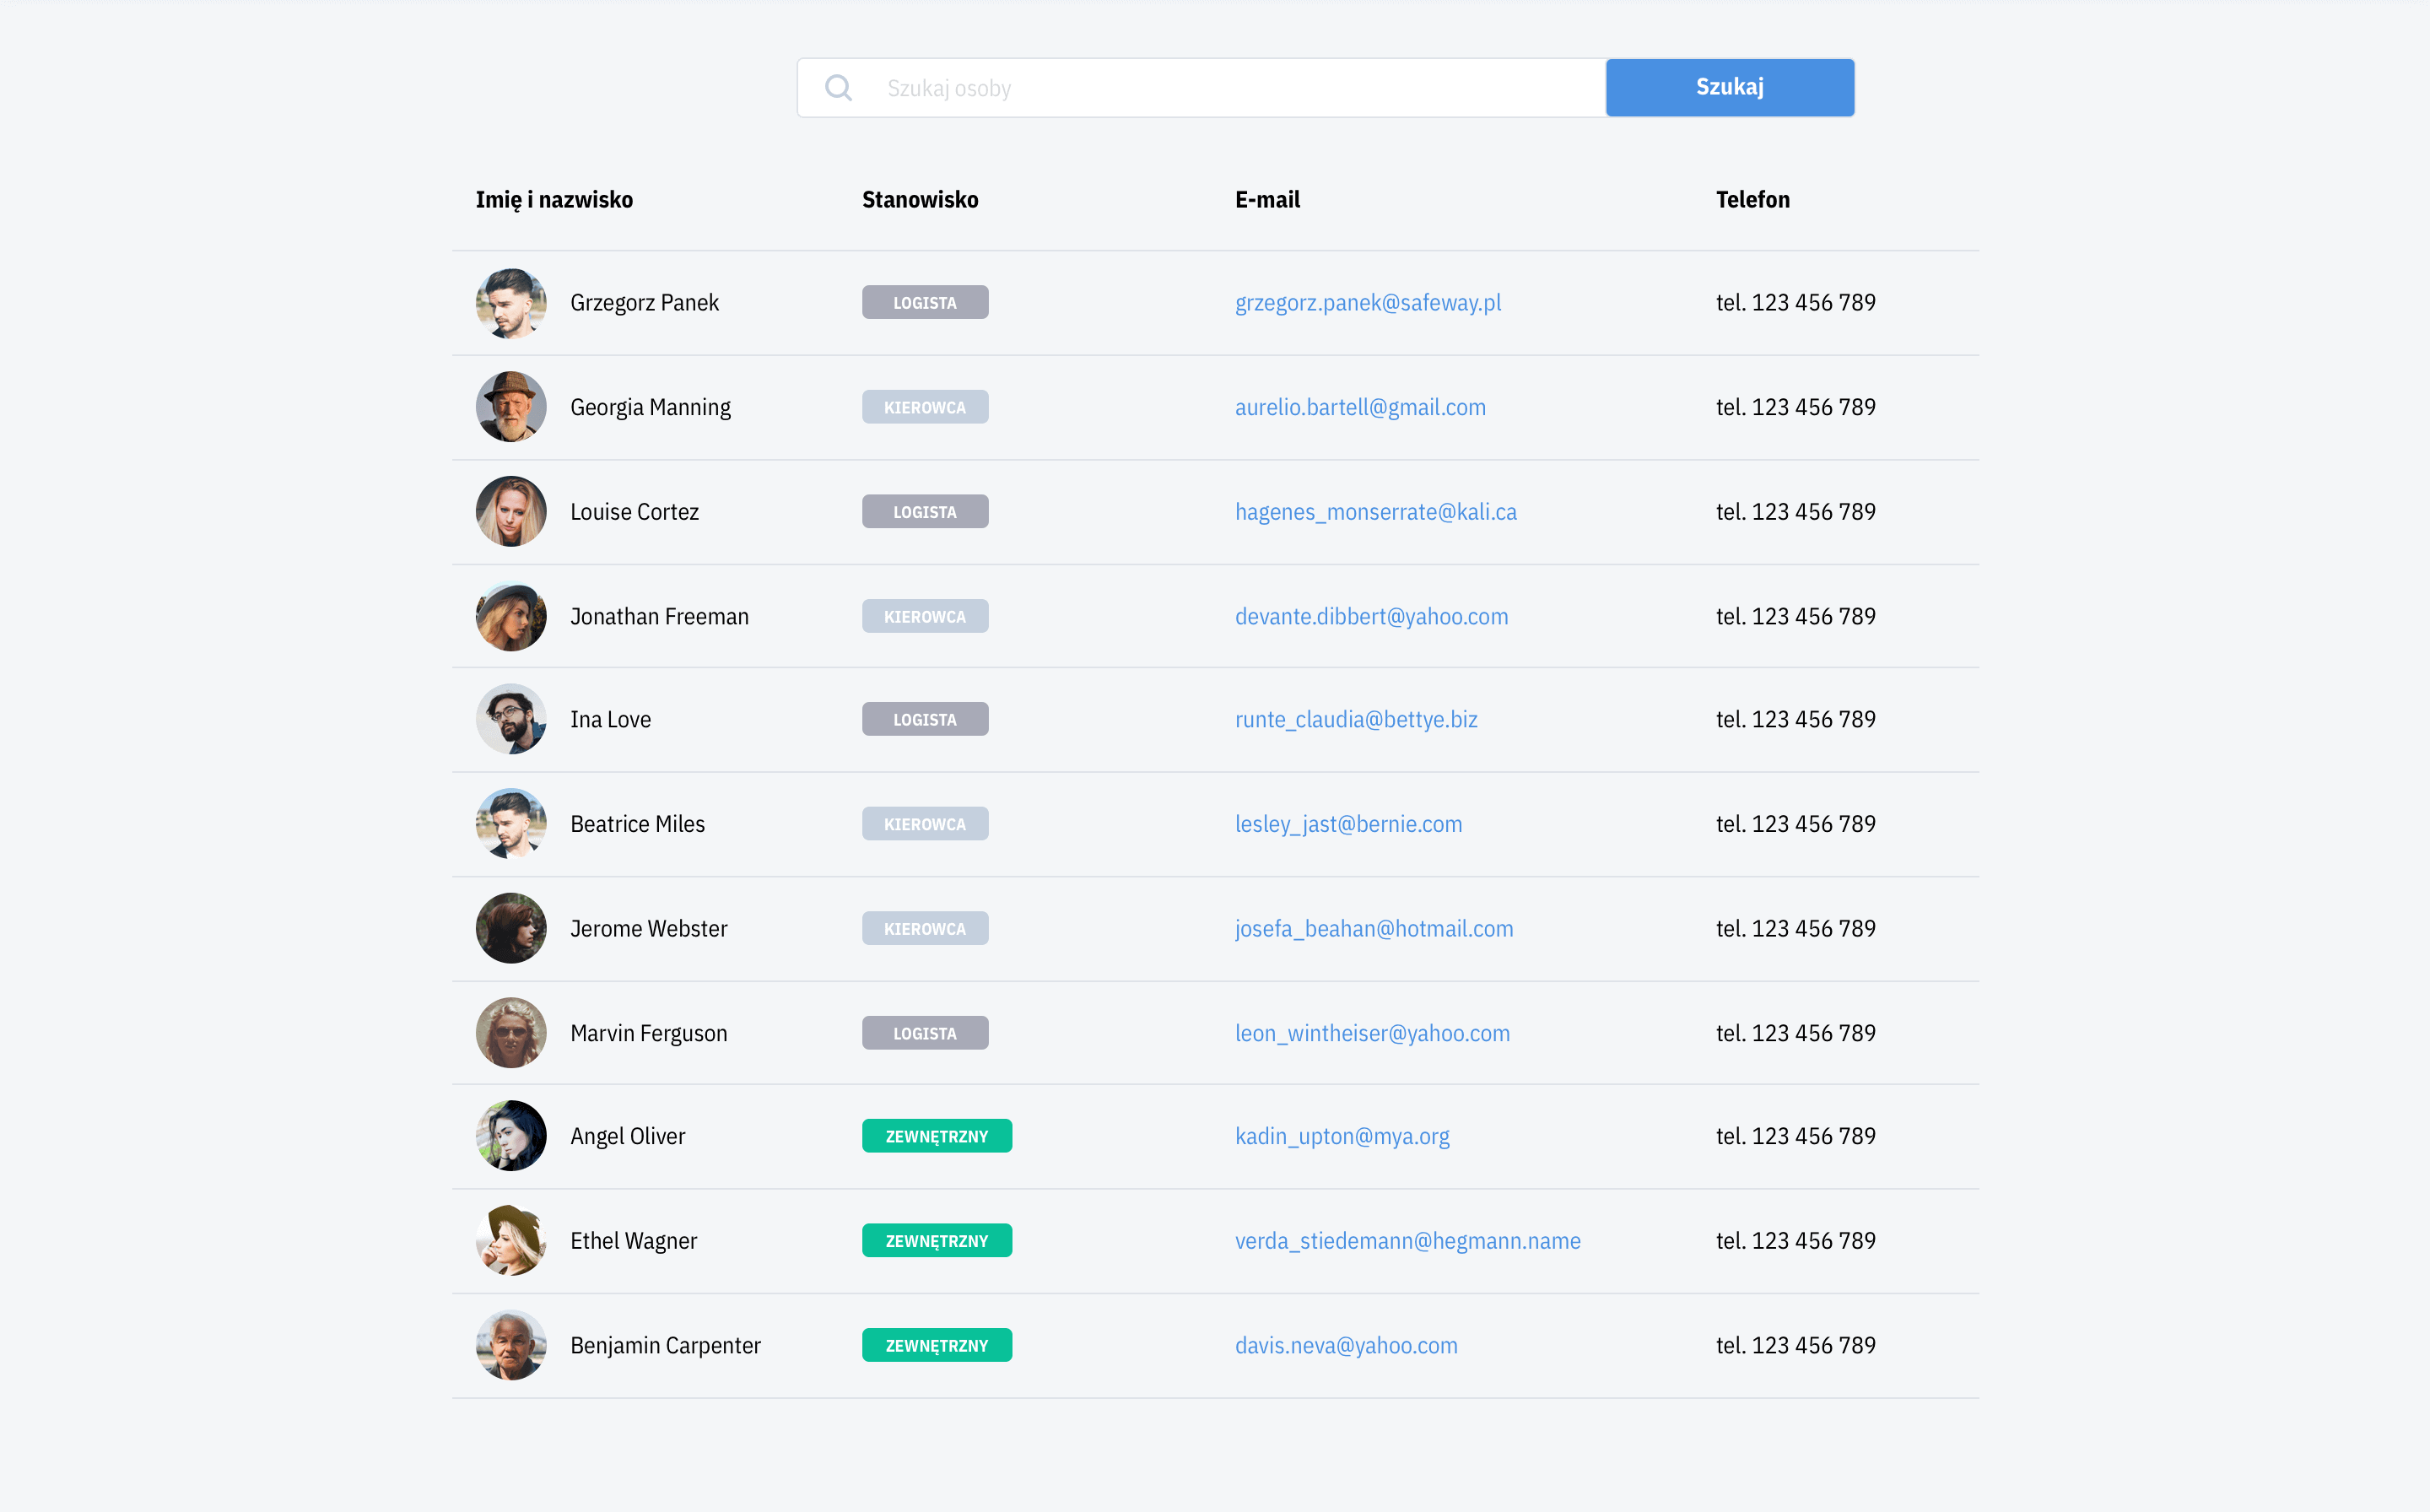 Szukaj osoby Szukaj
Imię i nazwisko Stanowisko E-mail Telefon
Grzegorz Panek LOGISTA grzegorz.panek@safeway.pl tel. 123 456 789
Georgia Manning KIEROWCA aurelio.bartell@gmail.com tel. 123 456 789
Louise Cortez LOGISTA hagenes_monserrate@kali.ca tel. 123 456 789
Jonathan Freeman KIEROWCA devante.dibbert@yahoo.com tel. 123 456 789
Ina Love LOGISTA runte_claudia@bettye.biz tel. 123 456 789
Beatrice Miles KIEROWCA lesley_jast@bernie.com tel. 123 456 789
Jerome Webster KIEROWCA josefa_beahan@hotmail.com tel. 123 456 789
Marvin Ferguson LOGISTA leon_wintheiser@yahoo.com tel. 123 456 789
Angel Oliver ZEWNĘTRZNY kadin_upton@mya.org tel. 123 456 789
Ethel Wagner ZEWNĘTRZNY verda_stiedemann@hegmann.name tel. 123 456 789
Benjamin Carpenter ZEWNĘTRZNY davis.neva@yahoo.com tel. 123 456 789